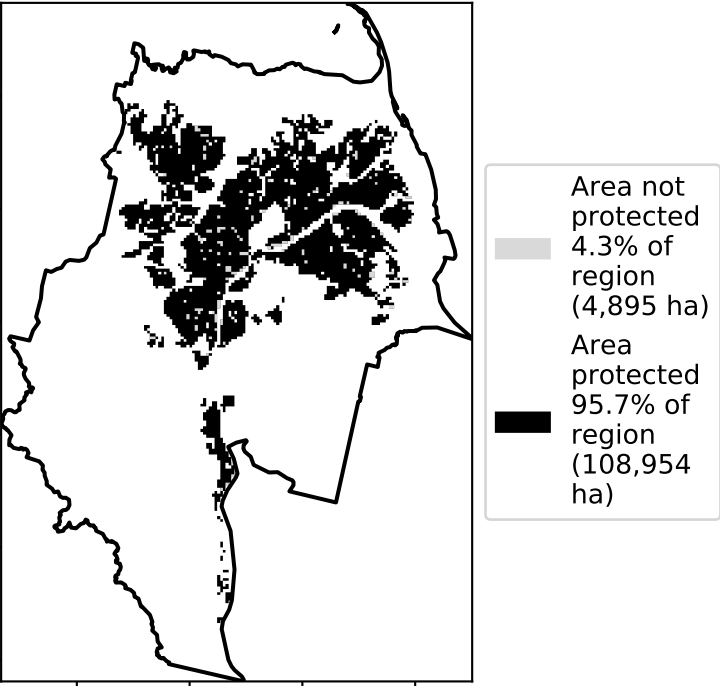 Area not
protected
4.3% of
region
(4,895 ha)
Area
protected
95.7% of
region
(108,954
ha)